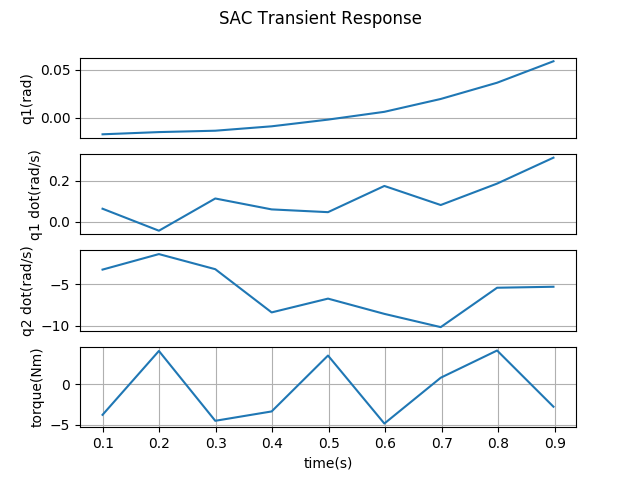 SAC Transient Response
0.05
0.00
q1(rad)
0.2
0.0
q1 dot(rad/s)
−5
−10
q2 dot(rad/s)
0
−5
torque(Nm)
0.1 0.2 0.3 0.4 0.5 0.6 0.7 0.8 0.9
time(s)